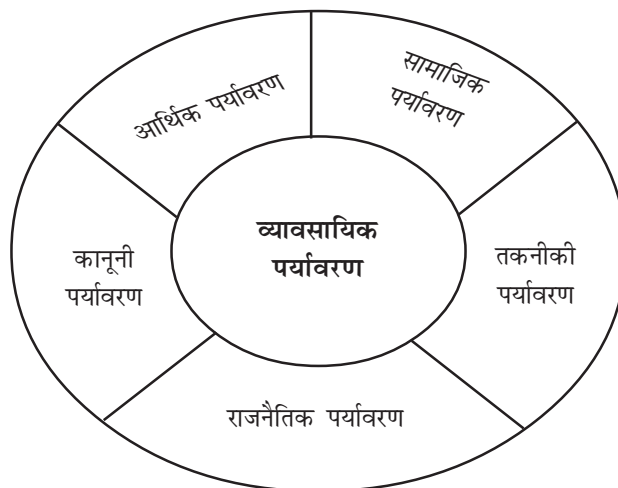 आर्थिक पर्यावरण
सामाजिक
पर्यावरण
व्यावसायिक
पर्यावरण
कानूनी
पर्यावरण
तकनीकी
पर्यावरण
राजनैतिक पर्यावरण